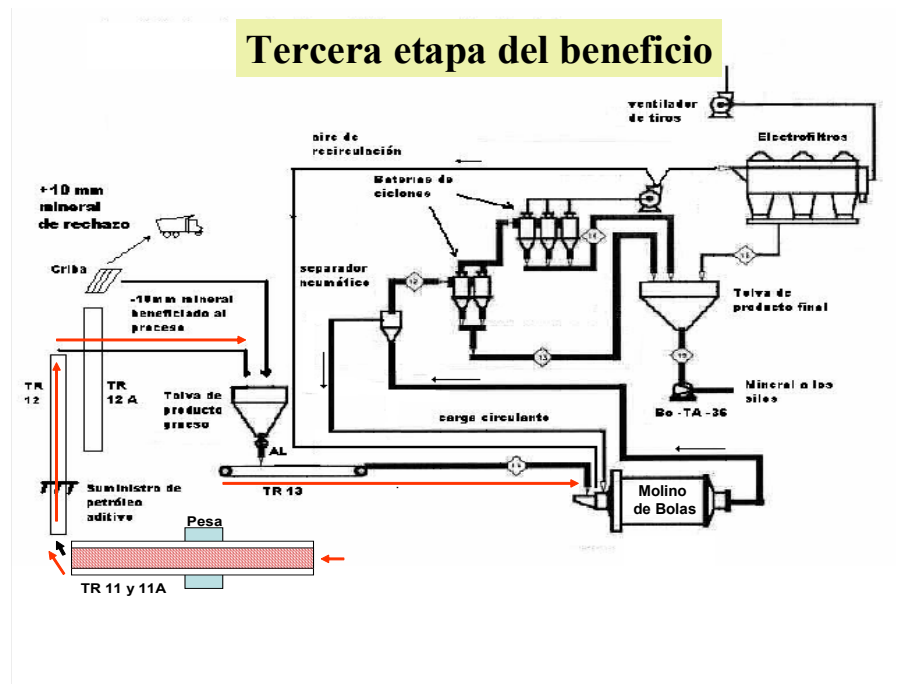 Tercera etapa del beneficio
ventilador
de tiros
Electrofiltros
aire de
recirculación
Baterias de
ciclones
+10 mm
mineral
de rechazo
Criba
separador
neumático
-10mm mineral
beneficiado al
proceso
Tolva de
producto final
TR
12
TR
12 A
Tolva de
producto
grueso
AL
carga circulante
Mineral a los
silos
Bo - TA - 36
TR 13
Suministro de
petróleo
aditivo
Molino
de Bolas
Pesa
TR 11 y 11A